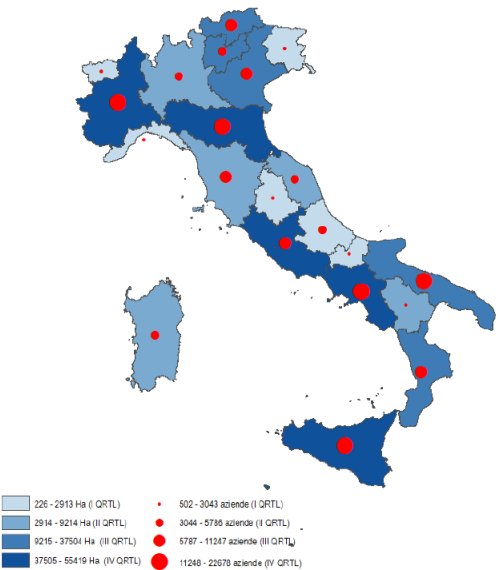 226 - 2913 Ha (I QRTL)
502 - 3043 aziende (I QRTL)
2914 - 9214 Ha (II QRTL)
3044 - 5786 aziende (II QRTL)
9215 - 37504 Ha (III QRTL)
5787 - 11247 aziende (III QRTL)
37505 - 55419 Ha (IV QRTL)
11248 - 22678 aziende (IV QRTL)